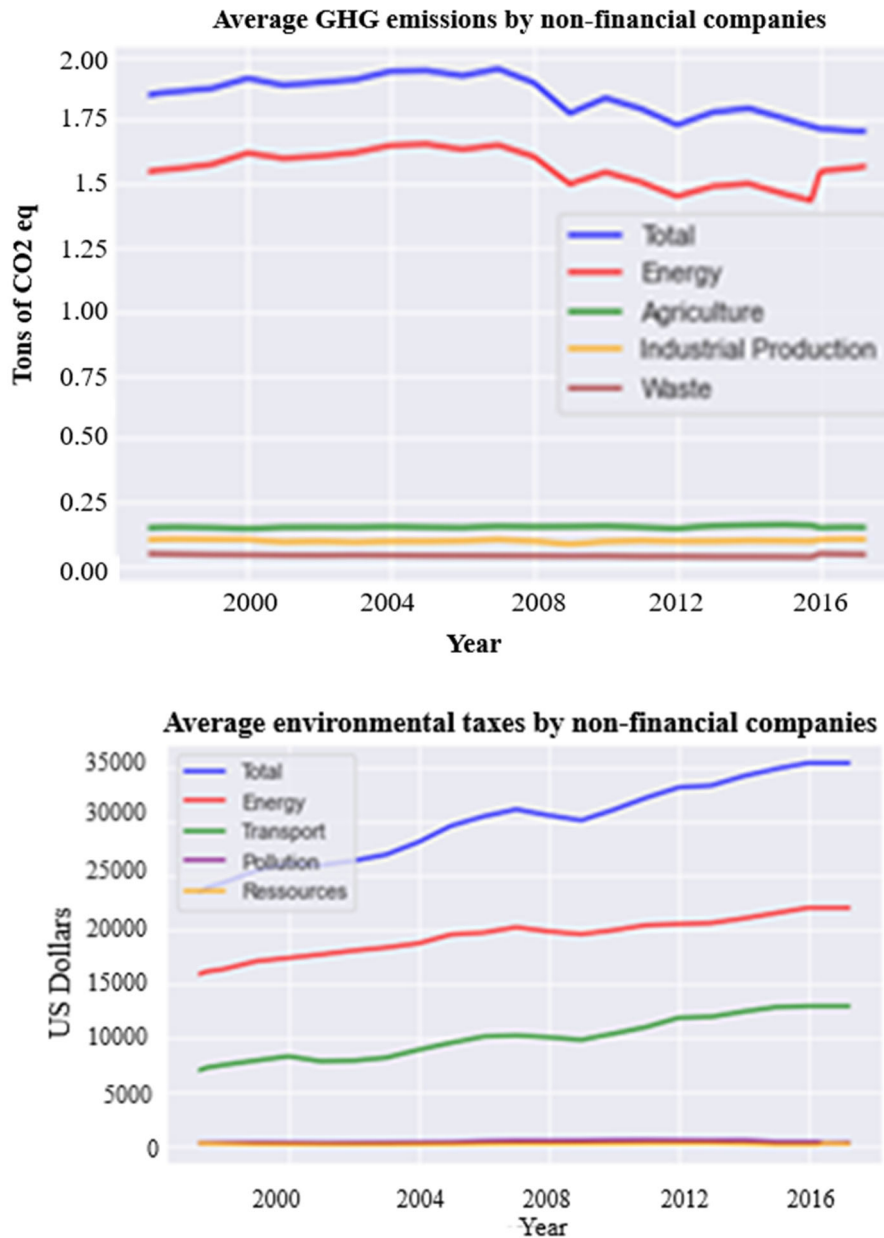 Average GHG emissions by non-financial companies
2.00
1.75
1.5
1.25
1.00
0.75
0.50
0.25
0.00
Tons of CO2 eq
Total
Energy
Agriculture
Industrial Production
Waste
2000 2004 2008 2012 2016
Year
Average environmental taxes by non-financial companies
35000
30000
25000
20000
15000
10000
5000
0
US Dollars
Total
Energy
Transport
Pollution
Ressources
2000 2004 2008 2012 2016
Year